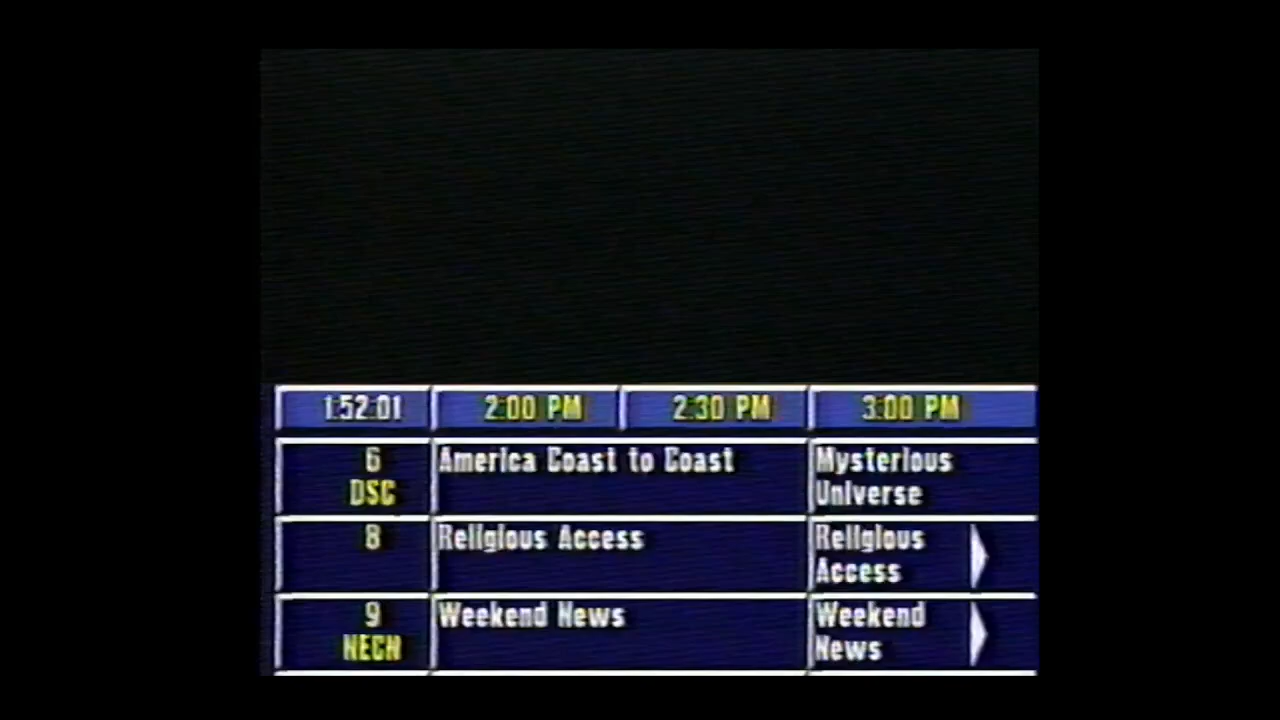 1:52:01 2:00 PM 2:30 PM 3:00 PM
6 America Coast to Coast Mysterious
DSC Universe
8 Religious Access Religious
Access
9 Weekend News Weekend
NECN News